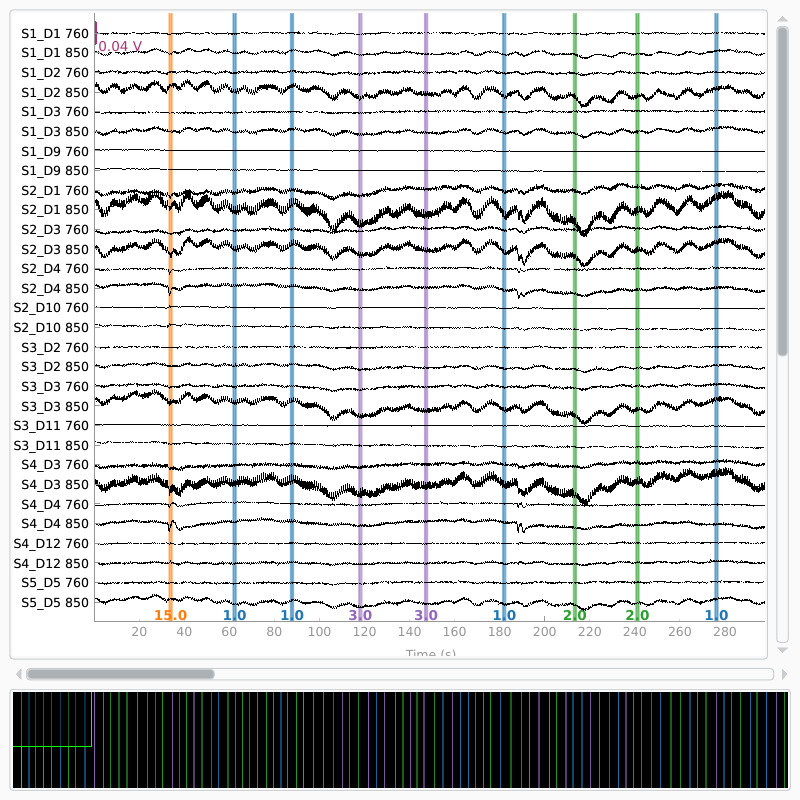 S1_D1 760
0.04 V
S1_D1 850
S1_D2 760
S1_D2 850
S1_D3 760
S1_D3 850
S1_D9 760
S1_D9 850
S2_D1 760
S2_D1 850
S2_D3 760
S2_D3 850
S2_D4 760
S2_D4 850
S2_D10 760
S2_D10 850
S3_D2 760
S3_D2 850
S3_D3 760
S3_D3 850
S3_D11 760
S3_D11 850
S4_D3 760
S4_D3 850
S4_D4 760
S4_D4 850
S4_D12 760
S4_D12 850
S5_D5 760
S5_D5 850
15.0 1.0 1.0 3.0 3.0 1.0 2.0 2.0 1.0
20 40 60 80 100 120 140 160 180 200 220 240 260 280
Time (s)